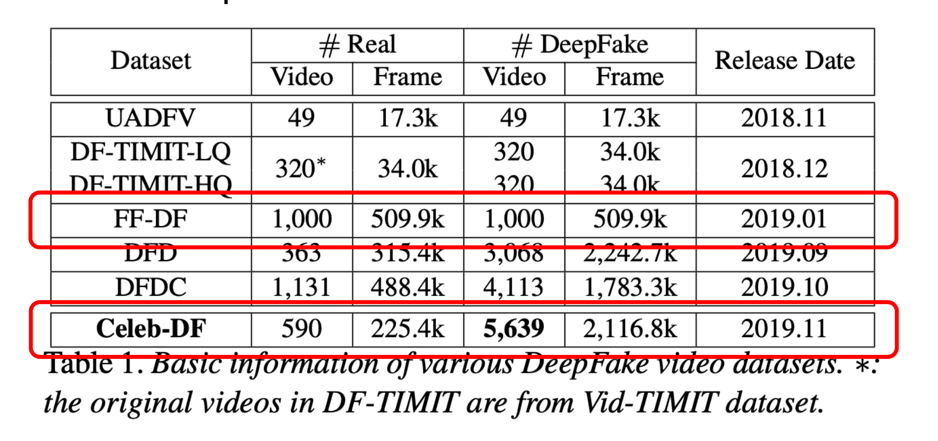 Dataset # Real # DeepFake Release Date
Video Frame Video Frame
UADFV 49 17.3k 49 17.3k 2018.11
DF-TIMIT-LQ 320* 34.0k 320 34.0k 2018.12
DF-TIMIT-HQ 320 34.0k
FF-DF 1,000 509.9k 1,000 509.9k 2019.01
DFD 363 315.4k 3,068 2,242.7k 2019.09
DFDC 1,131 488.4k 4,113 1,783.3k 2019.10
Celeb-DF 590 225.4k 5,639 2,116.8k 2019.11
Table 1. Basic information of various DeepFake video datasets. *:
the original videos in DF-TIMIT are from Vid-TIMIT dataset.